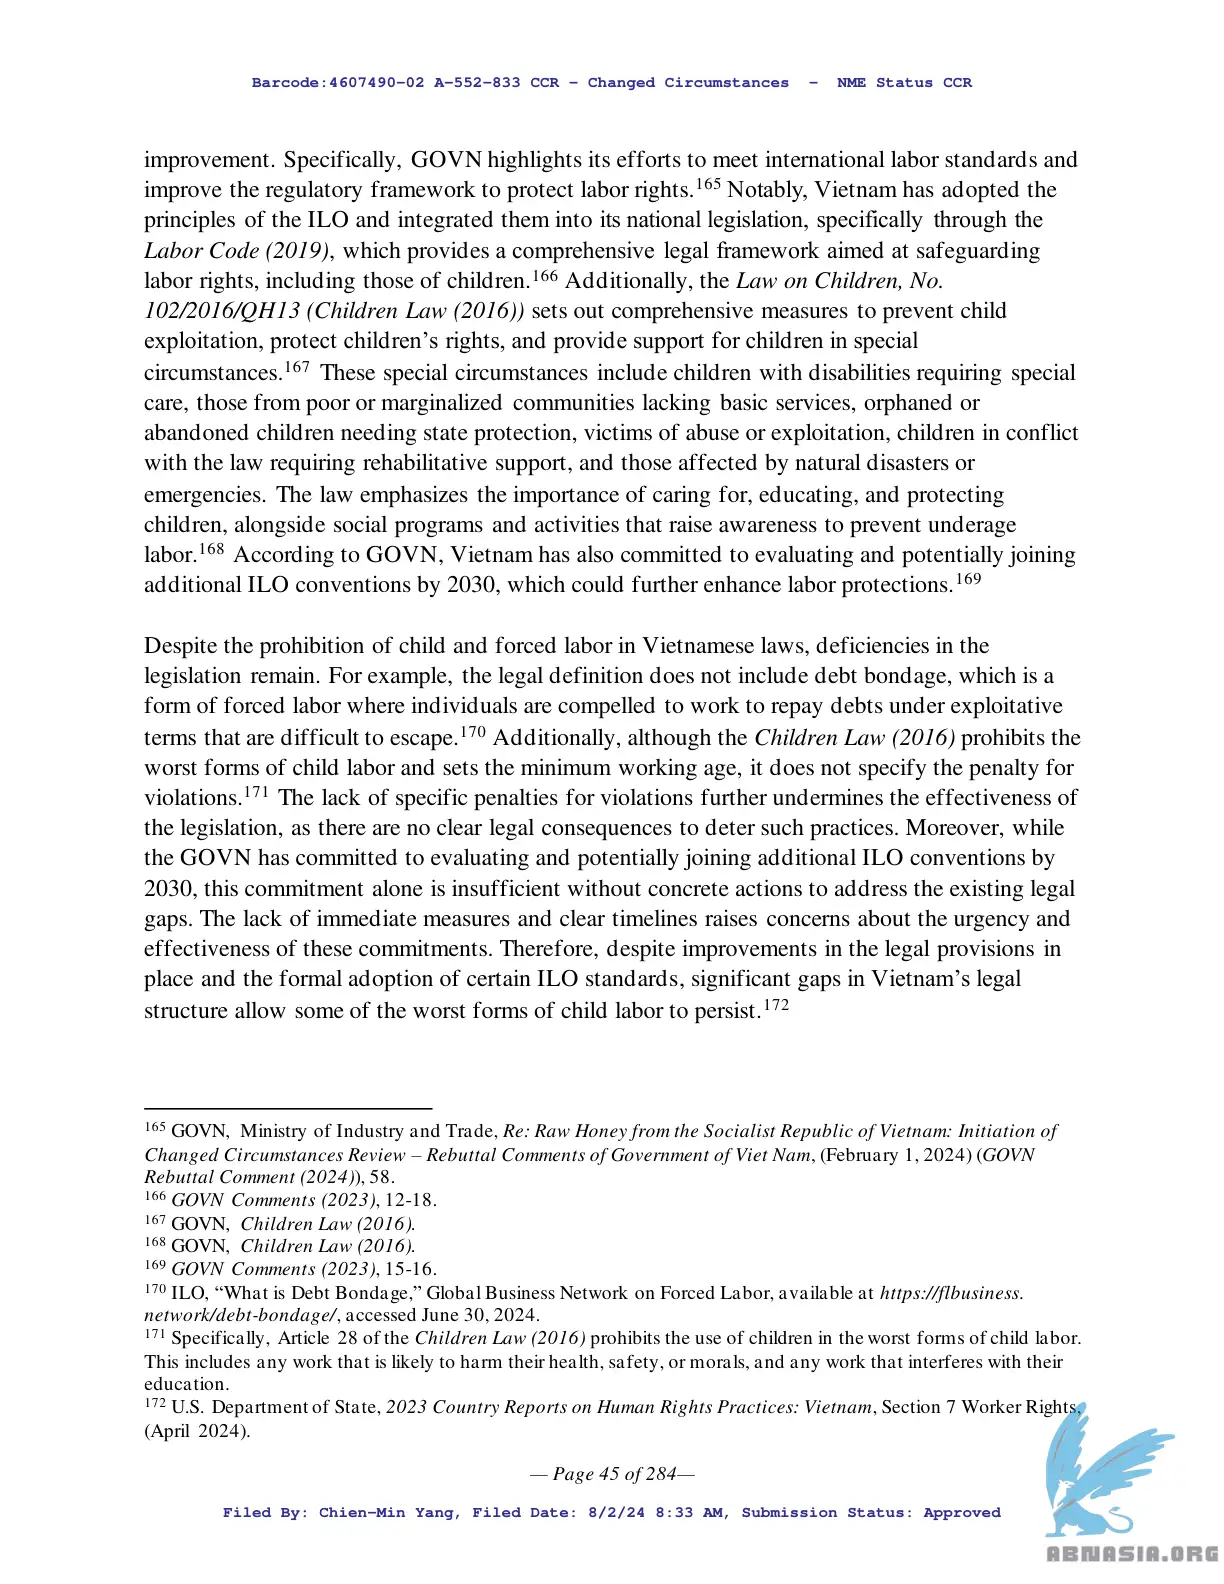 Barcode:4607490-02 A-552-833 CCR - Changed Circumstances - NME Status CCR
improvement. Specifically, GOVN highlights its efforts to meet international labor standards and
improve the regulatory framework to protect labor rights.165 Notably, Vietnam has adopted the
principles of the ILO and integrated them into its national legislation, specifically through the
Labor Code (2019), which provides a comprehensive legal framework aimed at safeguarding
labor rights, including those of children.166 Additionally, the Law on Children, No.
102/2016/QH13 (Children Law (2016)) sets out comprehensive measures to prevent child
exploitation, protect children's rights, and provide support for children in special
circumstances.167 These special circumstances include children with disabilities requiring special
care, those from poor or marginalized communities lacking basic services, orphaned or
abandoned children needing state protection, victims of abuse or exploitation, children in conflict
with the law requiring rehabilitative support, and those affected by natural disasters or
emergencies. The law emphasizes the importance of caring for, educating, and protecting
children, alongside social programs and activities that raise awareness to prevent underage
labor.168 According to GOVN, Vietnam has also committed to evaluating and potentially joining
additional ILO conventions by 2030, which could further enhance labor protections.169
Despite the prohibition of child and forced labor in Vietnamese laws, deficiencies in the
legislation remain. For example, the legal definition does not include debt bondage, which is a
form of forced labor where individuals are compelled to work to repay debts under exploitative
terms that are difficult to escape.170 Additionally, although the Children Law (2016) prohibits the
worst forms of child labor and sets the minimum working age, it does not specify the penalty for
violations.171 The lack of specific penalties for violations further undermines the effectiveness of
the legislation, as there are no clear legal consequences to deter such practices. Moreover, while
the GOVN has committed to evaluating and potentially joining additional ILO conventions by
2030, this commitment alone is insufficient without concrete actions to address the existing legal
gaps. The lack of immediate measures and clear timelines raises concerns about the urgency and
effectiveness of these commitments. Therefore, despite improvements in the legal provisions in
place and the formal adoption of certain ILO standards, significant gaps in Vietnam's legal
structure allow some of the worst forms of child labor to persist.172
165 GOVN, Ministry of Industry and Trade, Re: Raw Honey from the Socialist Republic of Vietnam: Initiation of
Changed Circumstances Review – Rebuttal Comments of Government of Viet Nam, (February 1, 2024) (GOVN
Rebuttal Comment (2024)), 58.
166 GOVN Comments (2023), 12-18.
167 GOVN, Children Law (2016).
168 GOVN, Children Law (2016).
169 GOVN Comments (2023), 15-16.
170 ILO, “What is Debt Bondage,” Global Business Network on Forced Labor, available at https://flbusiness.
network/debt-bondage/, accessed June 30, 2024.
171 Specifically, Article 28 of the Children Law (2016) prohibits the use of children in the worst forms of child labor.
This includes any work that is likely to harm their health, safety, or morals, and any work that interferes with their
education.
172 U.S. Department of State, 2023 Country Reports on Human Rights Practices: Vietnam, Section 7 Worker Rights,
(April 2024).
— Page 45 of 284—
Filed By: Chien-Min Yang, Filed Date: 8/2/24 8:33 AM, Submission Status: Approved
ABNASIA.ORG